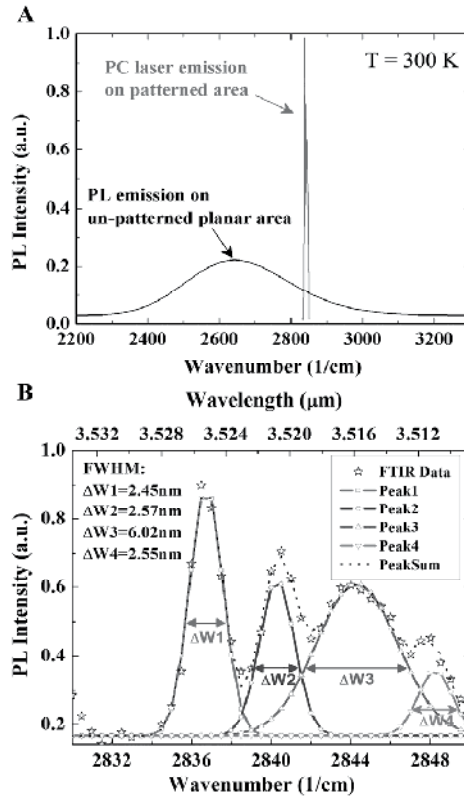 A
PC laser emission
on patterned area
T = 300 K
PL emission on
un-patterned planar area
PL Intensity (a.u.)
1.0
0.8
0.6
0.4
0.2
0.0
2200 2400 2600 2800 3000 3200
Wavenumber (1/cm)
B
Wavelength (μm)
3.532 3.528 3.524 3.520 3.516 3.512
FWHM:
ΔW1=2.45nm
ΔW2=2.57nm
ΔW3=6.02nm
ΔW4=2.55nm
FTIR Data
Peak1
Peak2
Peak3
Peak4
PeakSum
PL Intensity (a.u.)
1.0
0.8
0.6
0.4
0.2
ΔW1
ΔW2
ΔW3
ΔW4
2832 2836 2840 2844 2848
Wavenumber (1/cm)